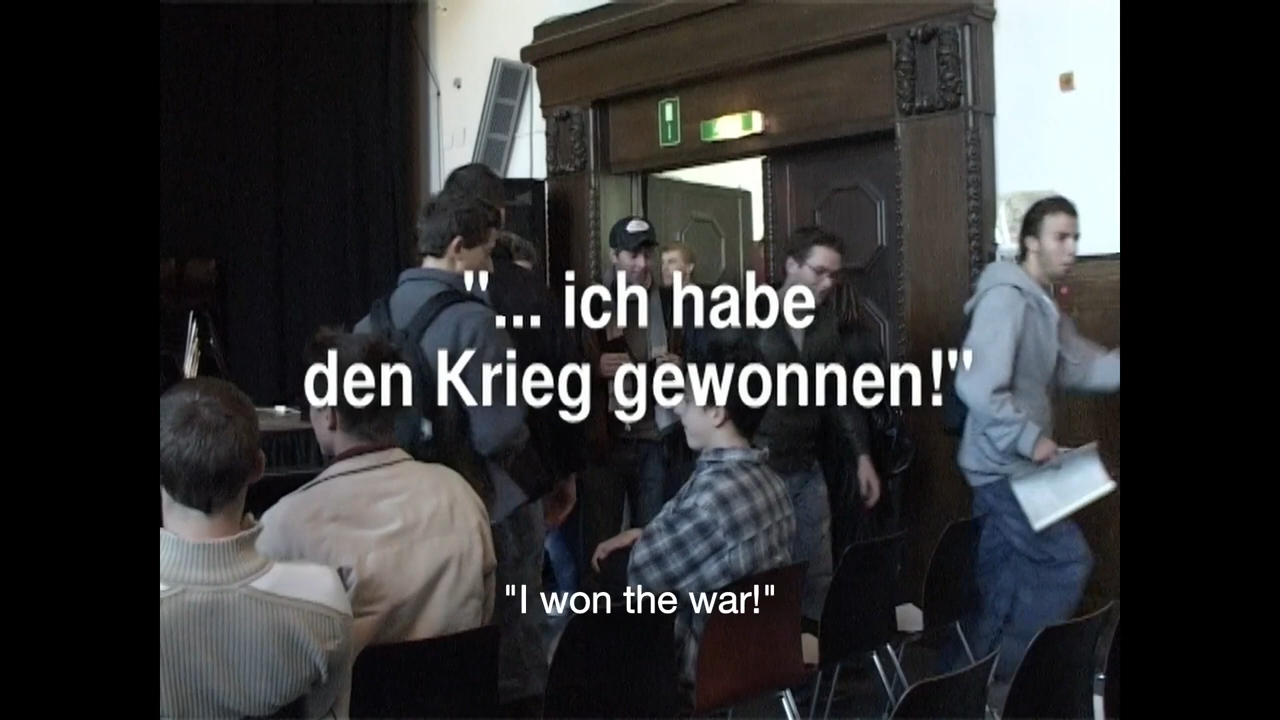 "... ich habe
den Krieg gewonnen!"
"I won the war!"